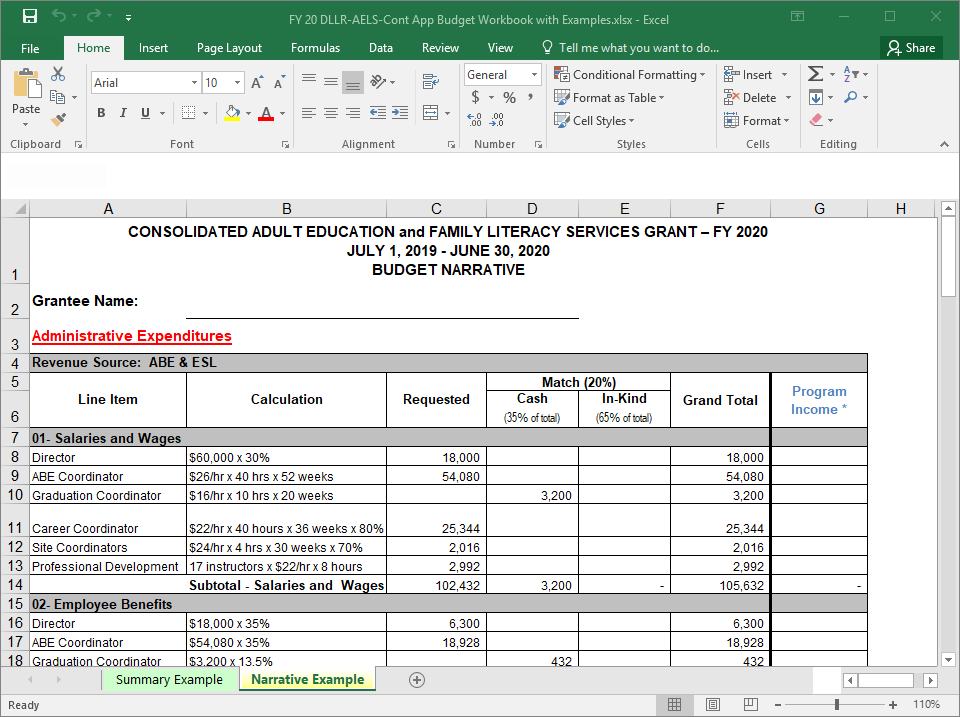 FY 20 DLLR-AELS-Cont App Budget Workbook with Examples.xlsx - Excel
File Home Insert Page Layout Formulas Data Review View Tell me what you want to do... Share
Paste
Arial 10
B I U A
General
$ % ,
Conditional Formatting
Format as Table
Cell Styles
Insert
Delete
Format
Clipboard Font Alignment Number Styles Cells Editing
A B C D E F G H
1 CONSOLIDATED ADULT EDUCATION and FAMILY LITERACY SERVICES GRANT – FY 2020
JULY 1, 2019 - JUNE 30, 2020
BUDGET NARRATIVE
2 Grantee Name:
3 Administrative Expenditures
4 Revenue Source: ABE & ESL
5 Match (20%)
6 Line Item Calculation Requested Cash In-Kind Grand Total Program Income *
(35% of total) (65% of total)
7 01- Salaries and Wages
8 Director $60,000 x 30% 18,000 18,000
9 ABE Coordinator $26/hr x 40 hrs x 52 weeks 54,080 54,080
10 Graduation Coordinator $16/hr x 10 hrs x 20 weeks 3,200 3,200
11 Career Coordinator $22/hr x 40 hours x 36 weeks x 80% 25,344 25,344
12 Site Coordinators $24/hr x 4 hrs x 30 weeks x 70% 2,016 2,016
13 Professional Development 17 instructors x $22/hr x 8 hours 2,992 2,992
14 Subtotal - Salaries and Wages 102,432 3,200 - 105,632 -
15 02- Employee Benefits
16 Director $18,000 x 35% 6,300 6,300
17 ABE Coordinator $54,080 x 35% 18,928 18,928
18 Graduation Coordinator $3,200 x 13.5% 432 432
Summary Example Narrative Example
Ready 110%